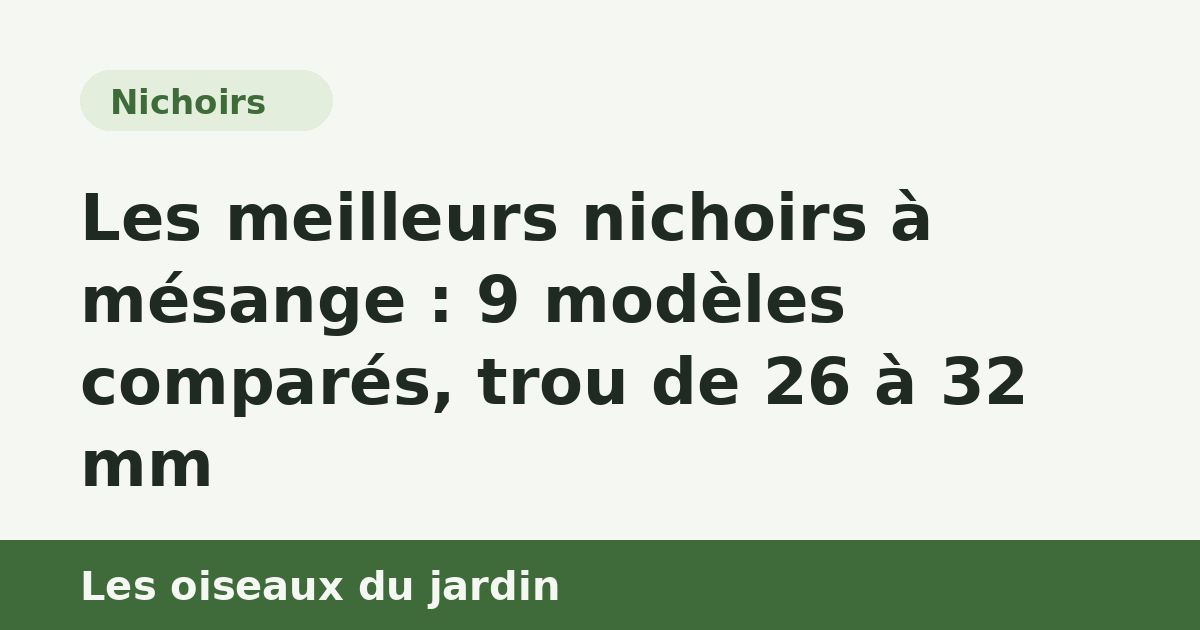 Nichoirs
Les meilleurs nichoirs à
mésange : 9 modèles
comparés, trou de 26 à 32
mm
Les oiseaux du jardin